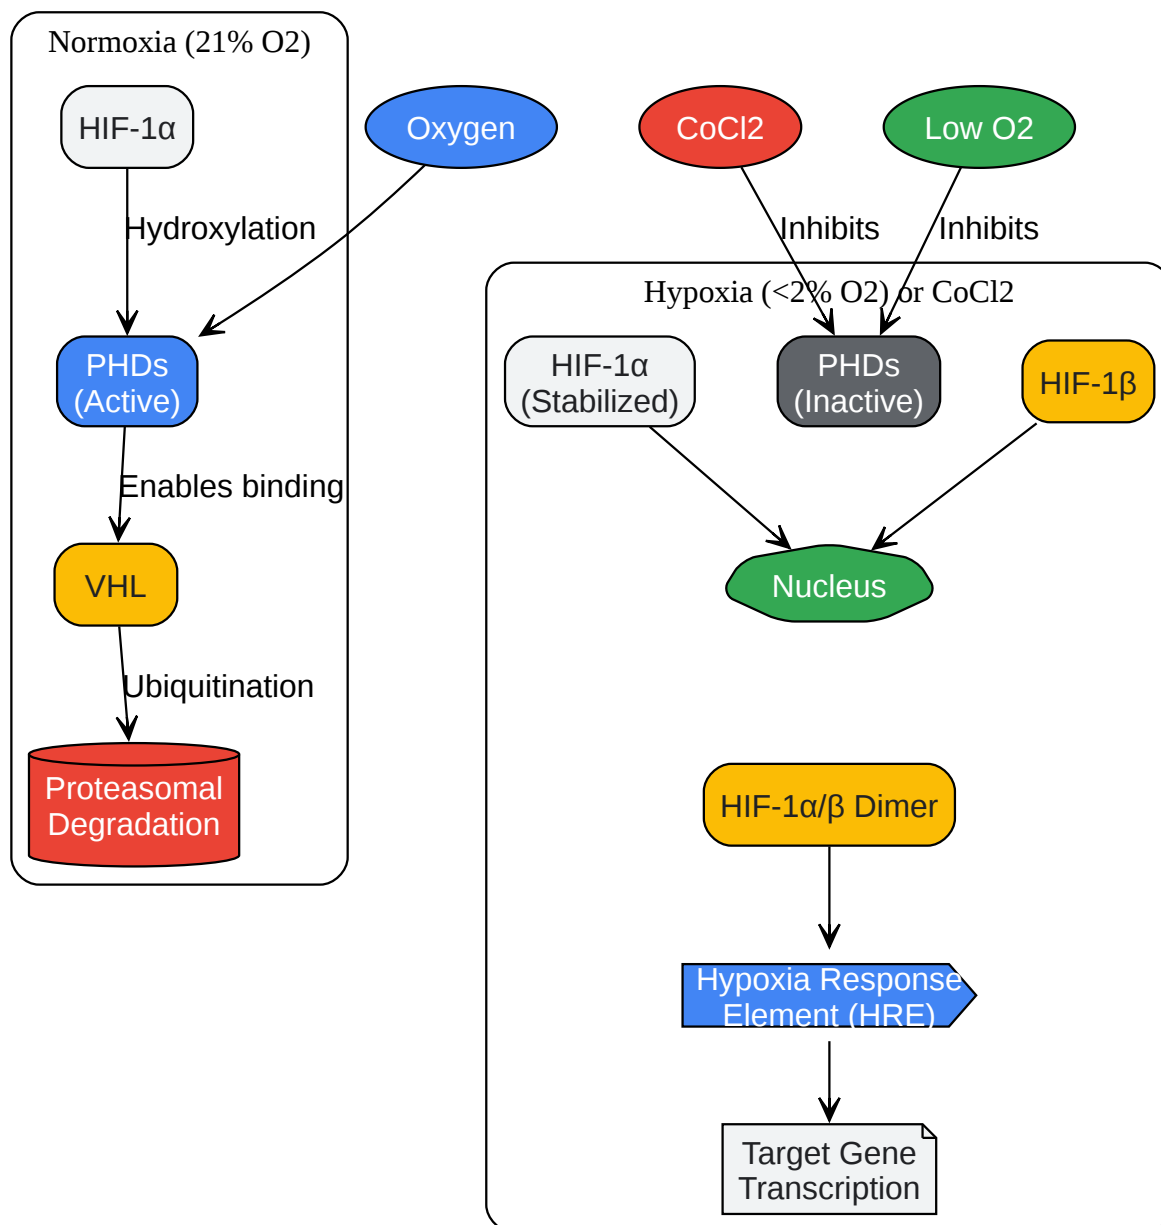 Normoxia (21% O2)
HIF-1α
Oxygen
CoCl2
Low O2
Hydroxylation
Inhibits
Inhibits
Hypoxia (<2% O2) or CoCl2
PHDs
(Active)
HIF-1α
(Stabilized)
PHDs
(Inactive)
HIF-1β
Enables binding
VHL
Nucleus
Ubiquitination
Proteasomal
Degradation
HIF-1α/β Dimer
Hypoxia Response
Element (HRE)
Target Gene
Transcription